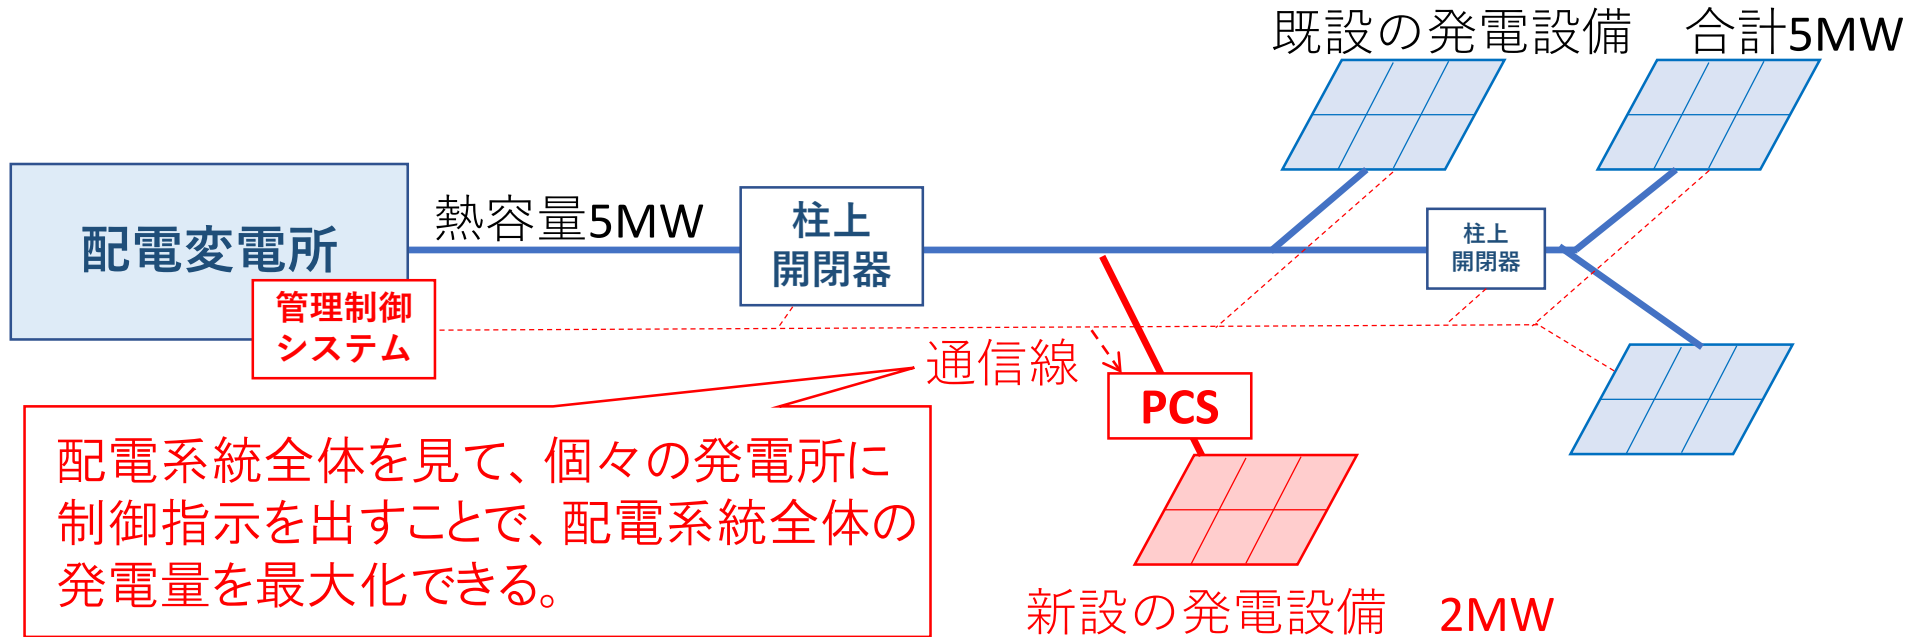 既設の発電設備　合計5MW
熱容量5MW
配電変電所
柱上
開閉器
柱上
開閉器
管理制御
システム
通信線
PCS
配電系統全体を見て、個々の発電所に
制御指示を出すことで、配電系統全体の
発電量を最大化できる。
新設の発電設備　2MW